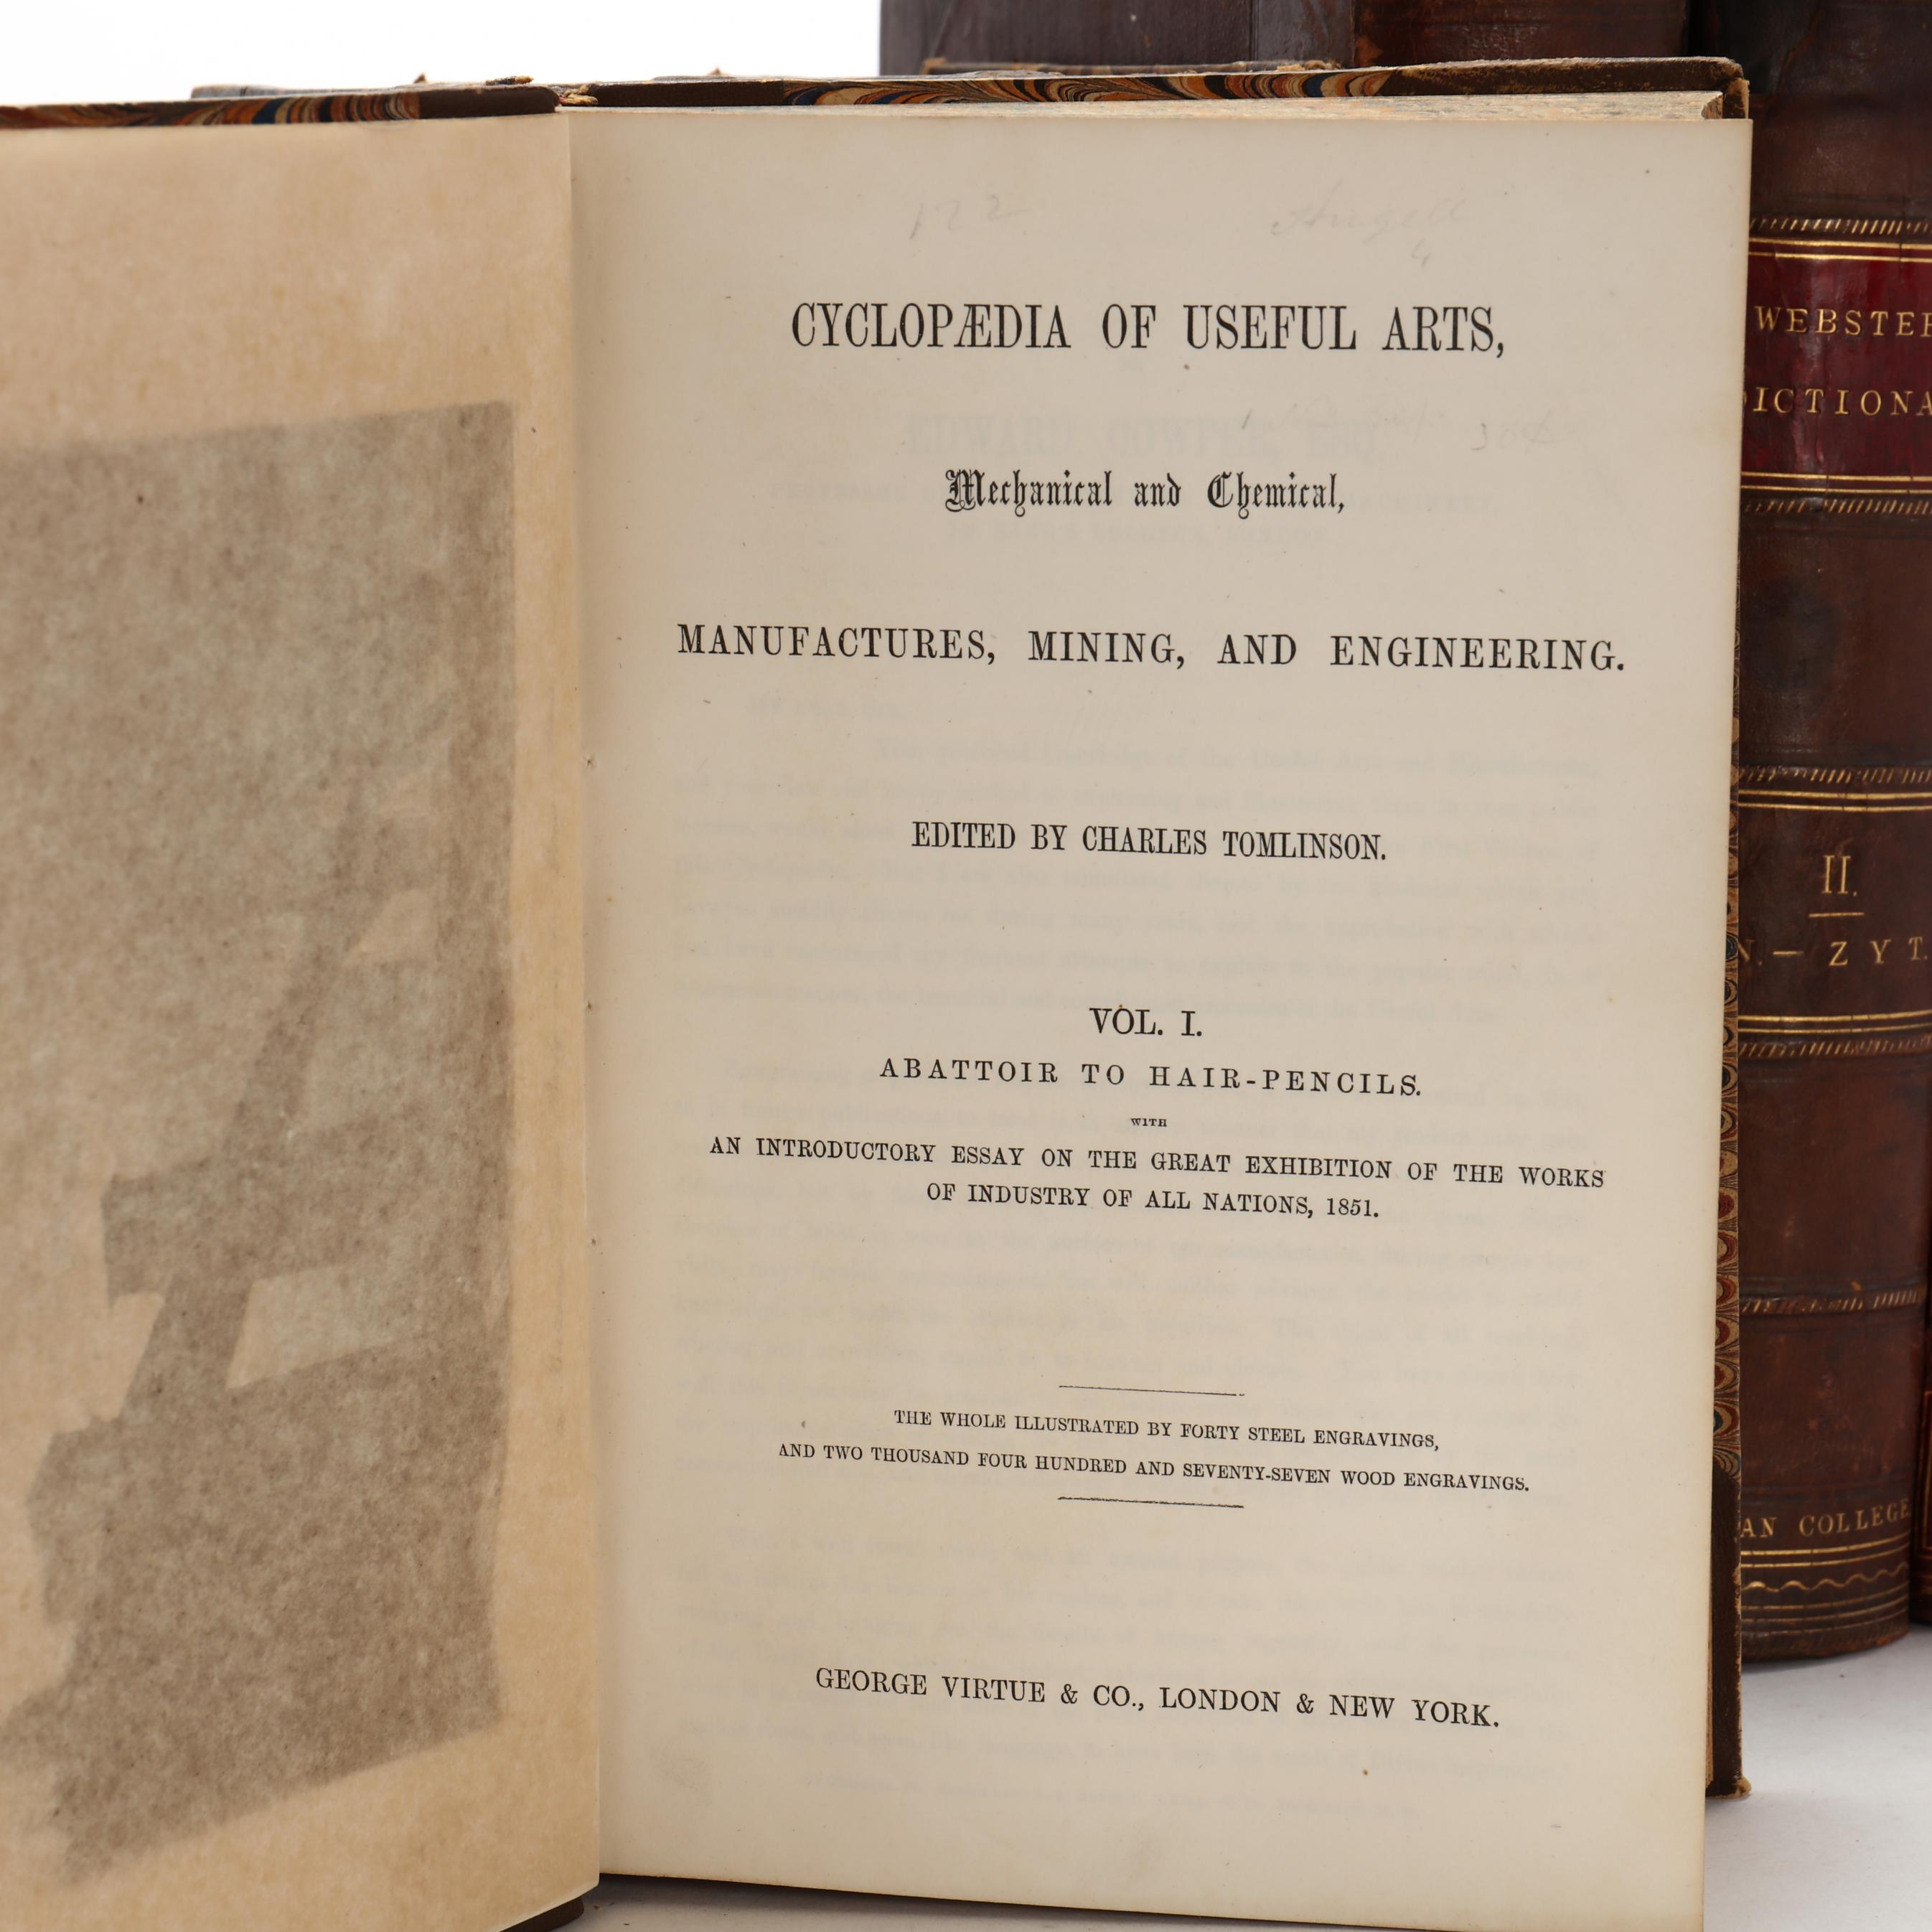 122
CYCLOPÆDIA OF USEFUL ARTS,
Mechanical and Chemical,
MANUFACTURES, MINING, AND ENGINEERING.
EDITED BY CHARLES TOMLINSON.
VOL. I.
ABATTOIR TO HAIR-PENCILS.
WITH
AN INTRODUCTORY ESSAY ON THE GREAT EXHIBITION OF THE WORKS
OF INDUSTRY OF ALL NATIONS, 1851.
THE WHOLE ILLUSTRATED BY FORTY STEEL ENGRAVINGS,
AND TWO THOUSAND FOUR HUNDRED AND SEVENTY-SEVEN WOOD ENGRAVINGS.
GEORGE VIRTUE & CO., LONDON & NEW YORK.
WEBSTER
DICTIONA
II.
N.—ZYT.
AN COLLEGE